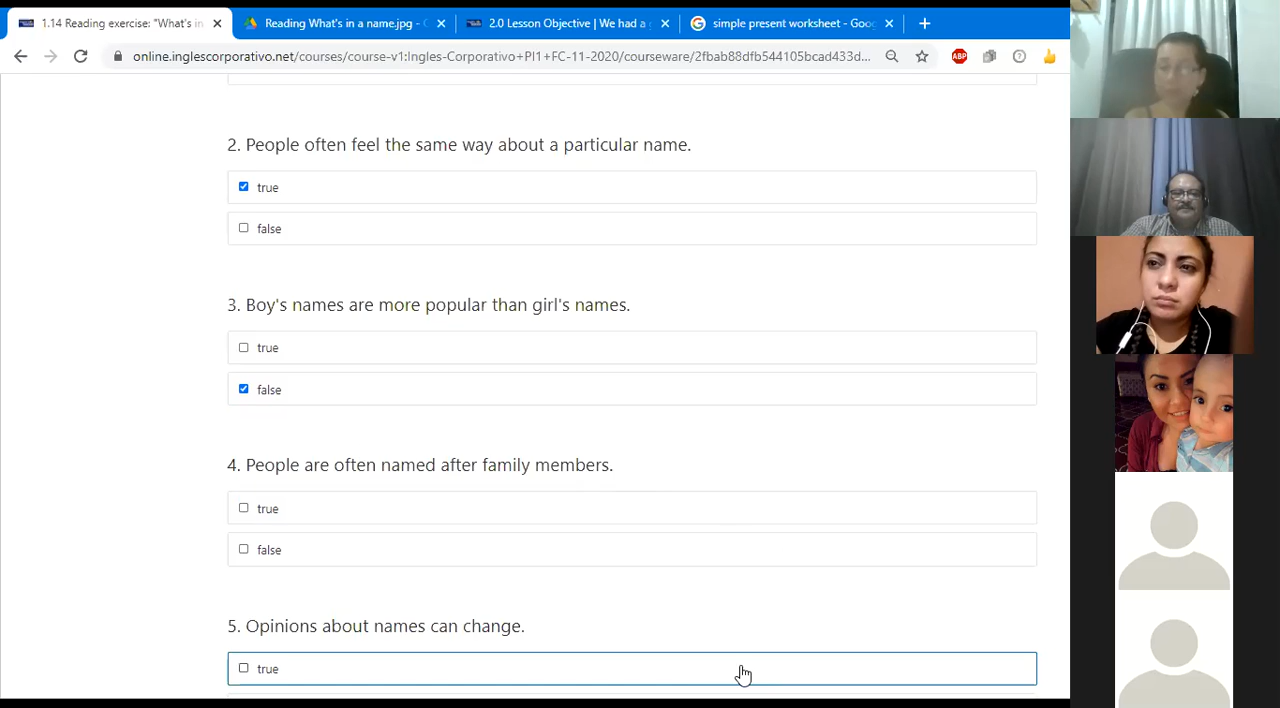 1.14 Reading exercise: "What's in
Reading What's in a name.jpg - G
2.0 Lesson Objective | We had a g
simple present worksheet - Goog
online.inglescorporativo.net/courses/course-v1:Ingles-Corporativo+PI1+FC-11-2020/courseware/2fbab88dfb544105bcad433d...
ABP
2. People often feel the same way about a particular name.
true
false
3. Boy's names are more popular than girl's names.
true
false
4. People are often named after family members.
true
false
5. Opinions about names can change.
true